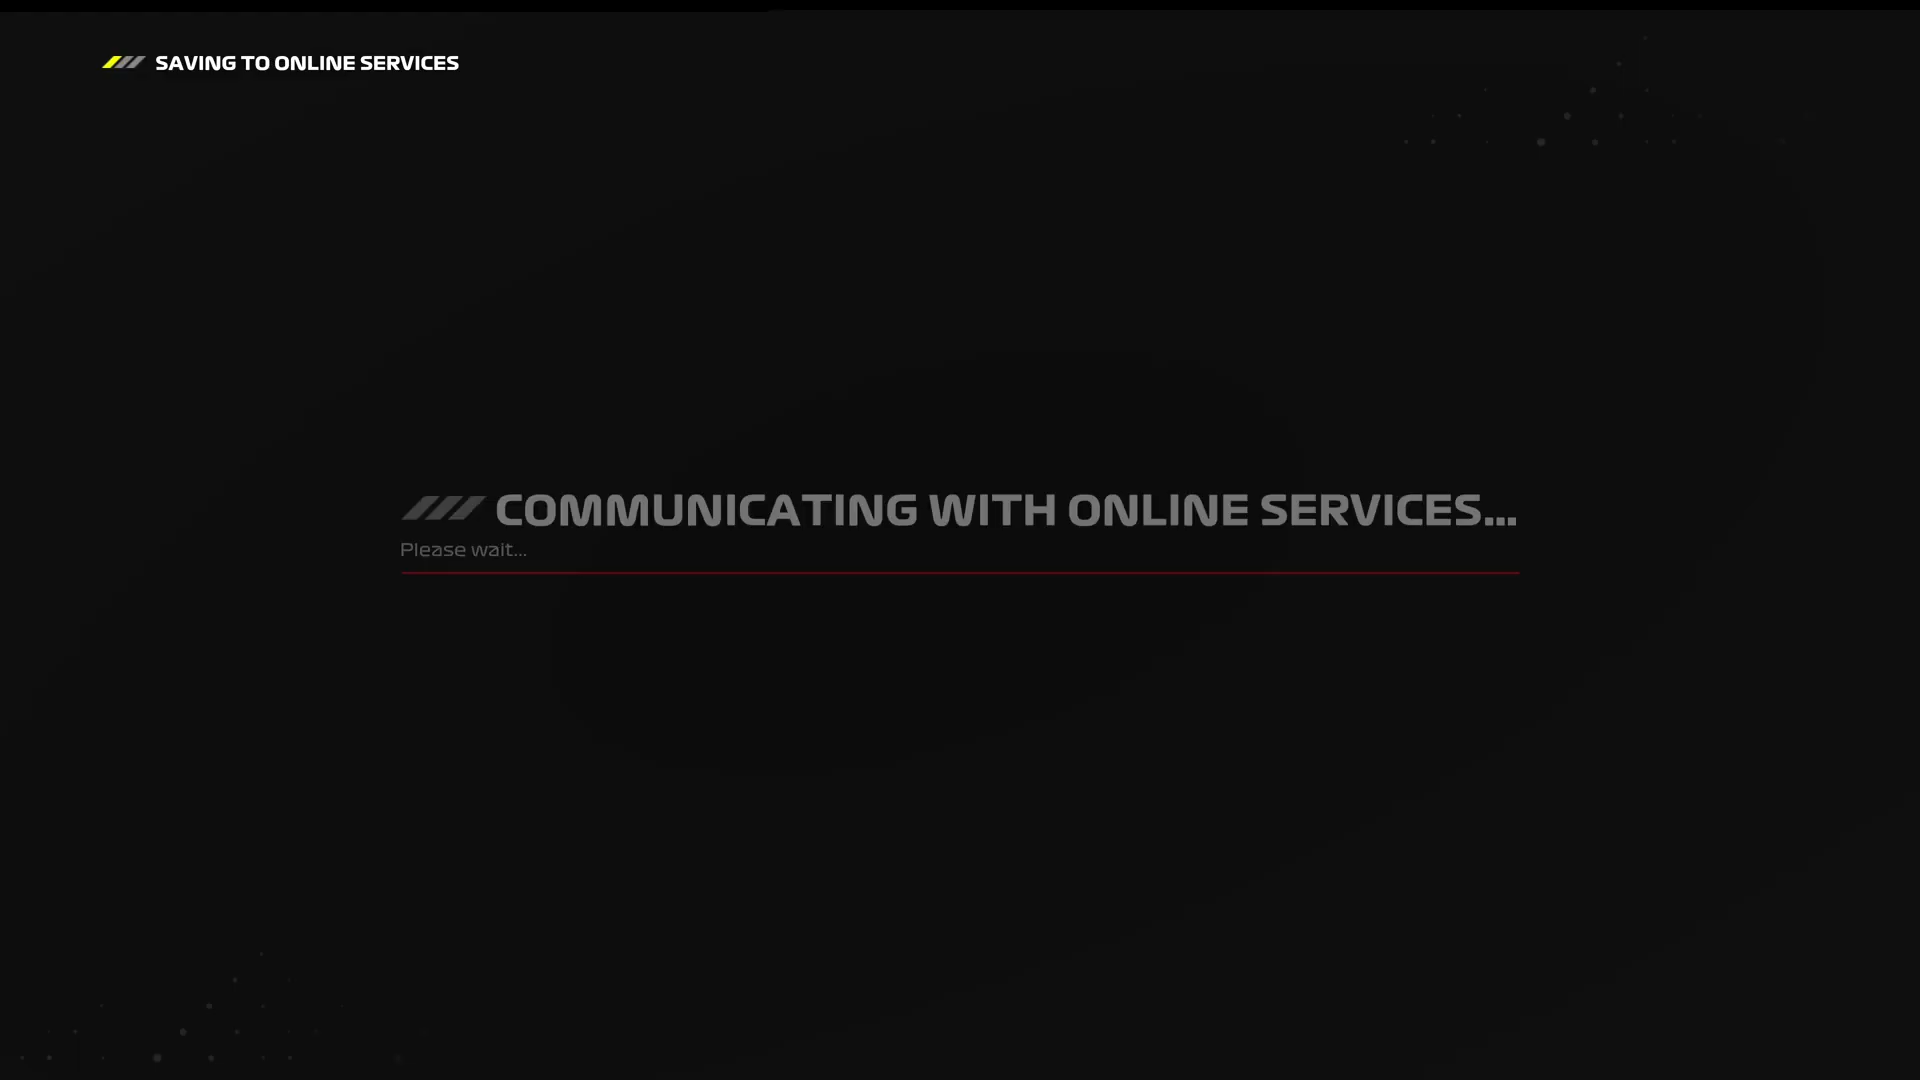 SAVING TO ONLINE SERVICES
COMMUNICATING WITH ONLINE SERVICES...
Please wait...